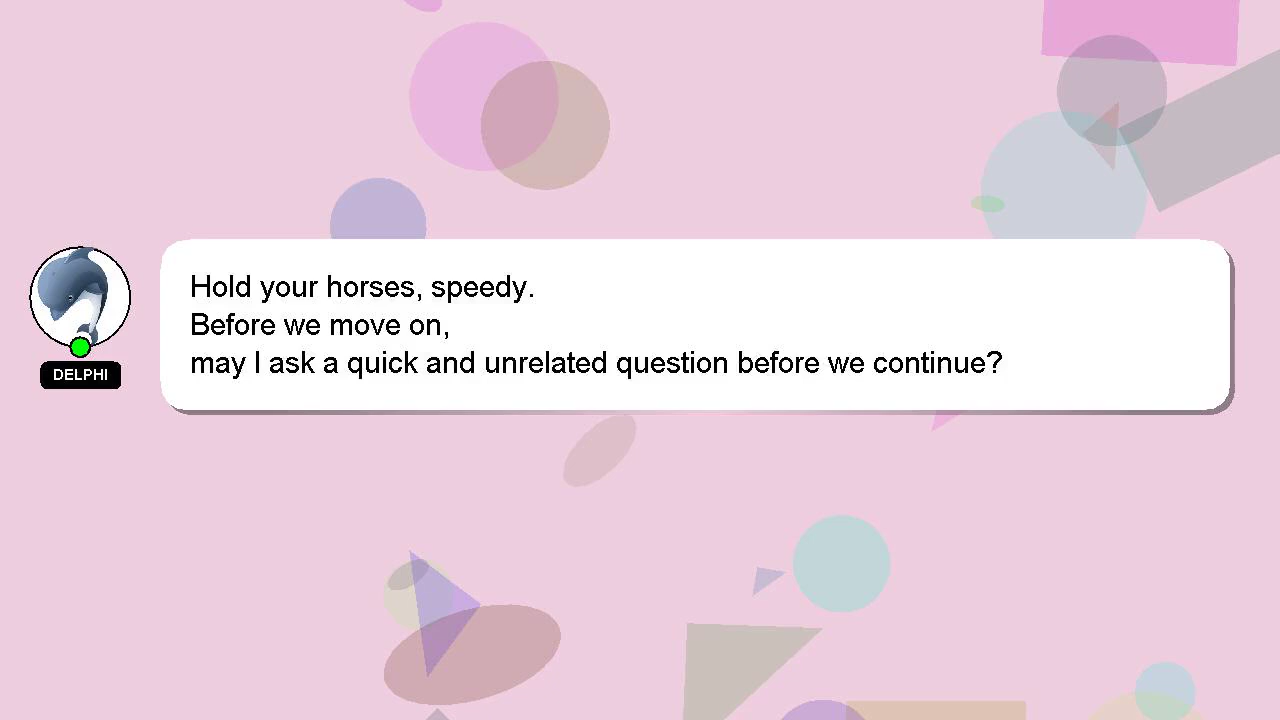 Hold your horses, speedy.
Before we move on,
may I ask a quick and unrelated question before we continue?
DELPHI